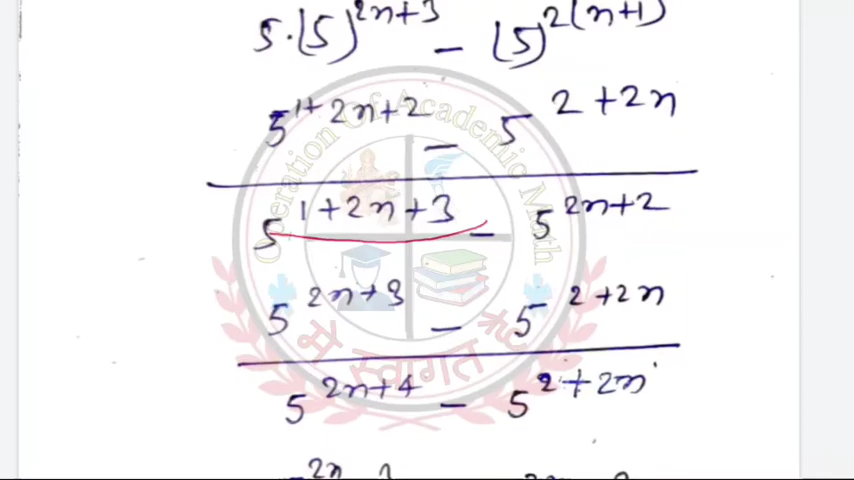 5·(5)^{2n+3} - (5)^{2(n+1)}
5^{1+2n+2} - 5^{2+2n}
5^{1+2n+3} - 5^{2n+2}
5^{2n+3} - 5^{2+2n}
5^{2n+4} - 5^{2+2n}
Operation Of Academic Math
में स्वागत